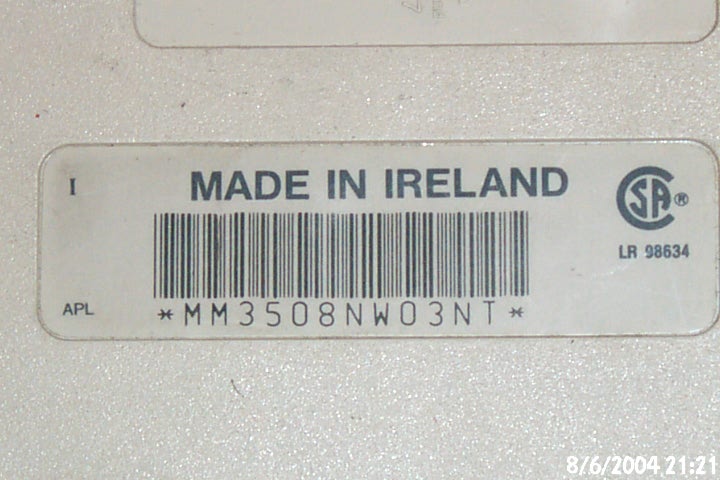 I
MADE IN IRELAND
CSA®
LR 98634
APL
*MM3508NW03NT*
8/6/2004 21:21